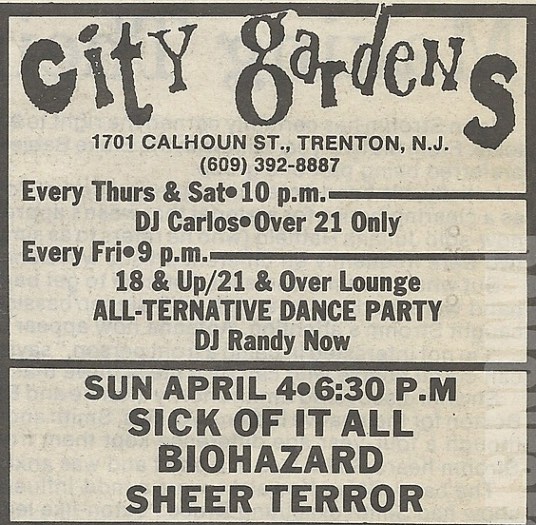 city gardens
1701 CALHOUN ST., TRENTON, N.J.
(609) 392-8887
Every Thurs & Sat•10 p.m.
DJ Carlos•Over 21 Only
Every Fri•9 p.m.
18 & Up/21 & Over Lounge
ALL-TERNATIVE DANCE PARTY
DJ Randy Now
SUN APRIL 4•6:30 P.M
SICK OF IT ALL
BIOHAZARD
SHEER TERROR